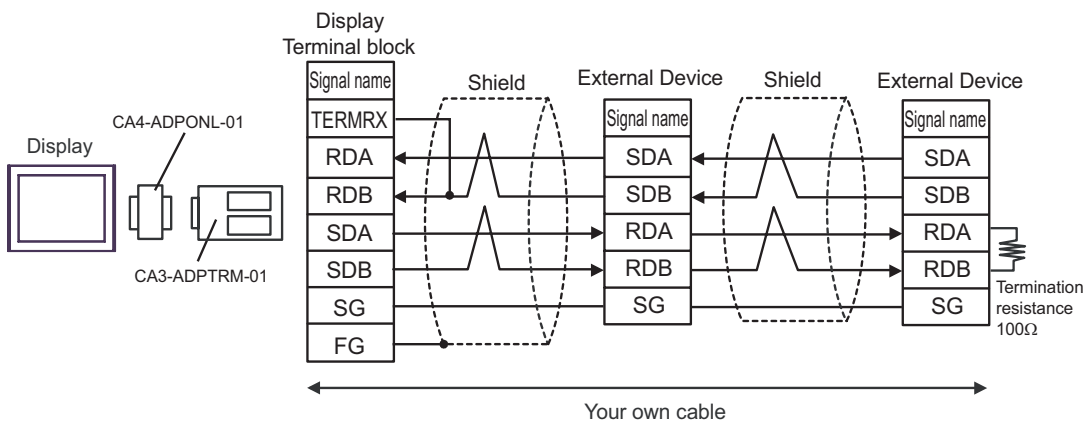 Display
Terminal block
Signal name
TERMRX
RDA
RDB
SDA
SDB
SG
FG
Shield
External Device
Signal name
SDA
SDB
RDA
RDB
SG
Shield
External Device
Signal name
SDA
SDB
RDA
RDB
SG
Termination
resistance
100Ω
Display
CA4-ADPONL-01
CA3-ADPTRM-01
Your own cable